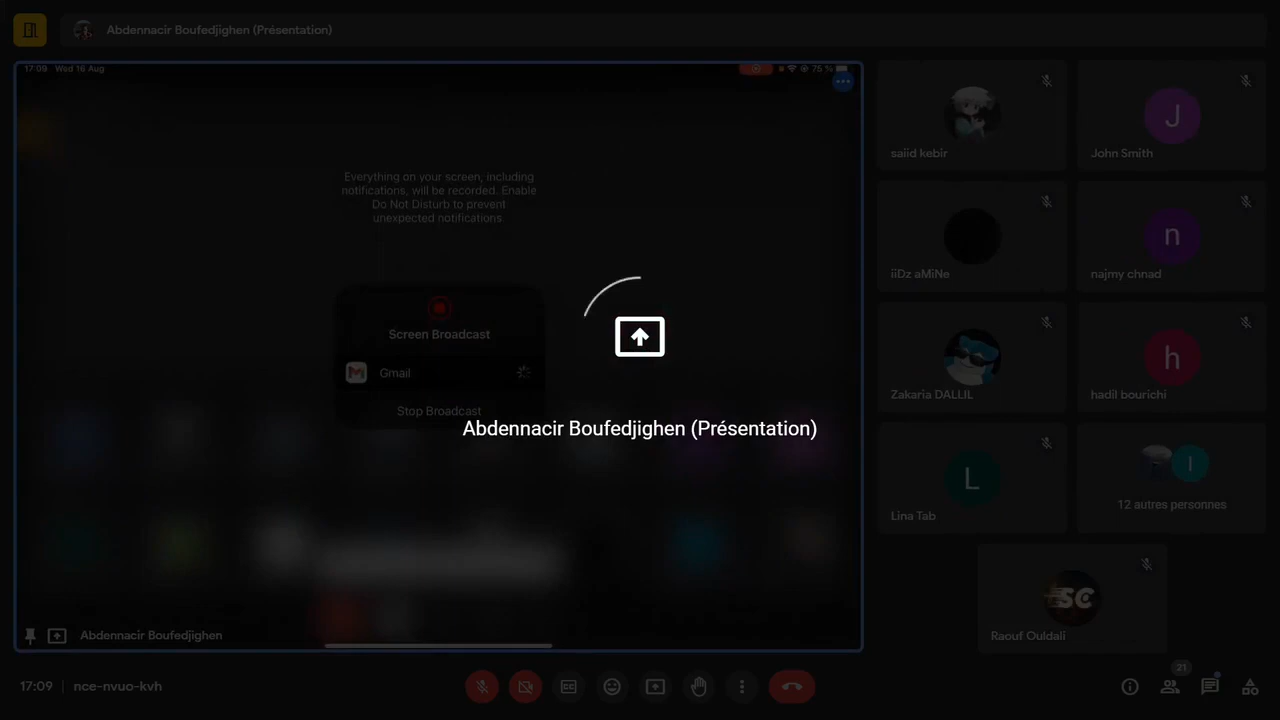 Abdennacir Boufedjighen (Présentation)
17:09 Wed 16 Aug
75 %
Everything on your screen, including
notifications, will be recorded. Enable
Do Not Disturb to prevent
unexpected notifications.
Screen Broadcast
Gmail
Stop Broadcast
Abdennacir Boufedjighen (Présentation)
Abdennacir Boufedjighen
saiid kebir
J
John Smith
iiDz aMiNe
n
najmy chnad
Zakaria DALLIL
h
hadil bourichi
L
Lina Tab
I
12 autres personnes
SC
Raouf Ouldali
17:09 | nce-nvuo-kvh
CC
21